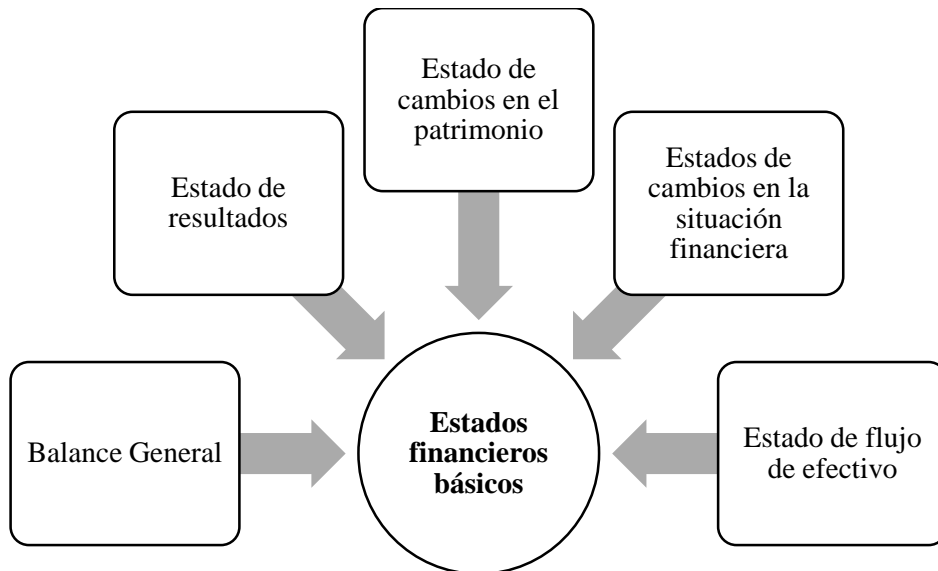 Estado de
cambios en el
patrimonio
Estado de
resultados
Estados de
cambios en la
situación
financiera
Balance General
Estados
financieros
básicos
Estado de flujo
de efectivo